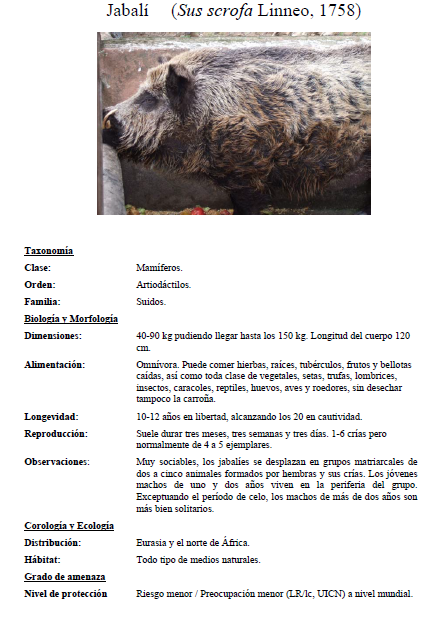 Jabalí (Sus scrofa Linneo, 1758)
Taxonomía
Clase: Mamíferos.
Orden: Artiodáctilos.
Familia: Suidos.
Biología y Morfología
Dimensiones: 40-90 kg pudiendo llegar hasta los 150 kg. Longitud del cuerpo 120
cm.
Alimentación: Omnívora. Puede comer hierbas, raíces, tubérculos, frutos y bellotas
caídas, así como toda clase de vegetales, setas, trufas, lombrices,
insectos, caracoles, reptiles, huevos, aves y roedores, sin desechar
tampoco la carroña.
Longevidad: 10-12 años en libertad, alcanzando los 20 en cautividad.
Reproducción: Suele durar tres meses, tres semanas y tres días. 1-6 crías pero
normalmente de 4 a 5 ejemplares.
Observaciones: Muy sociables, los jabalíes se desplazan en grupos matriarcales de
dos a cinco animales formados por hembras y sus crías. Los jóvenes
machos de uno y dos años viven en la periferia del grupo.
Exceptuando el período de celo, los machos de más de dos años son
más bien solitarios.
Corología y Ecología
Distribución: Eurasia y el norte de África.
Hábitat: Todo tipo de medios naturales.
Grado de amenaza
Nivel de protección Riesgo menor / Preocupación menor (LR/lc, UICN) a nivel mundial.